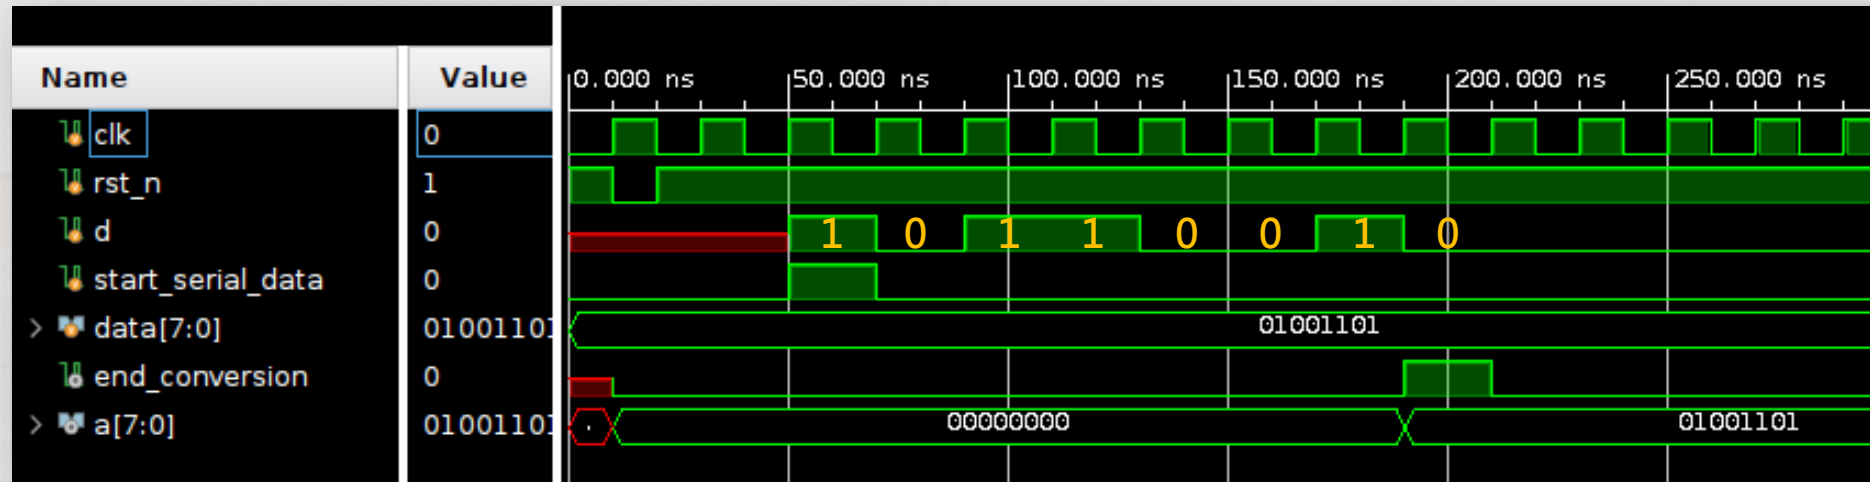 Name Value 0.000 ns 50.000 ns 100.000 ns 150.000 ns 200.000 ns 250.000 ns
clk 0
rst_n 1
d 0 1 0 1 1 0 0 1 0
start_serial_data 0
data[7:0] 01001101 01001101
end_conversion 0
a[7:0] 01001101 . 00000000 01001101